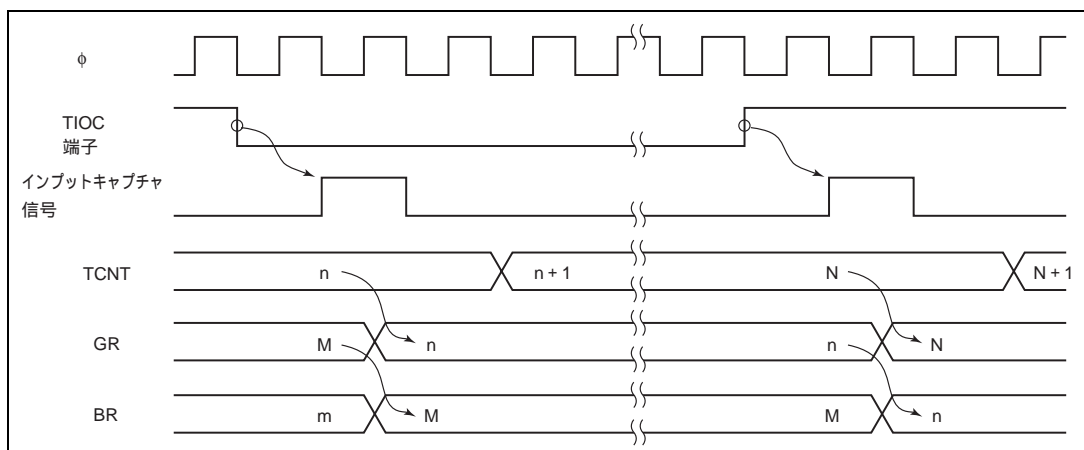 φ
TIOC
端子
インプットキャプチャ
信号
TCNT n n + 1 N N + 1
GR M n n N
BR m M M n